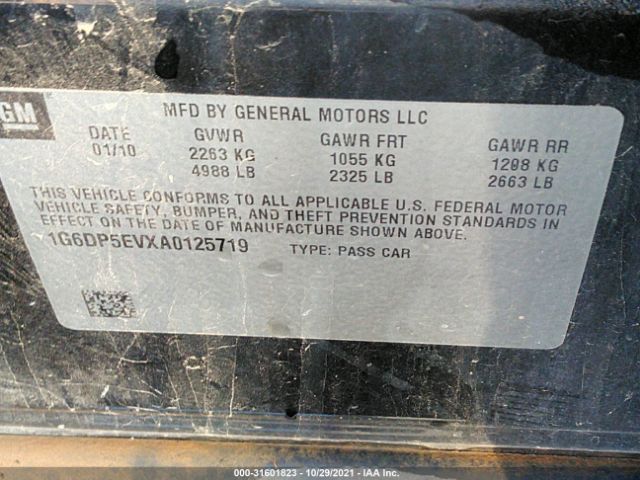 GM
MFD BY GENERAL MOTORS LLC
DATE GVWR GAWR FRT GAWR RR
01/10 2263 KG 1055 KG 1208 KG
4988 LB 2325 LB 2663 LB
THIS VEHICLE CONFORMS TO ALL APPLICABLE U.S. FEDERAL MOTOR
VEHICLE SAFETY, BUMPER, AND THEFT PREVENTION STANDARDS IN
EFFECT ON THE DATE OF MANUFACTURE SHOWN ABOVE.
1G6DP5EVXA0125719 TYPE: PASS CAR
000-31601823 - 10/29/2021 - IAA Inc.